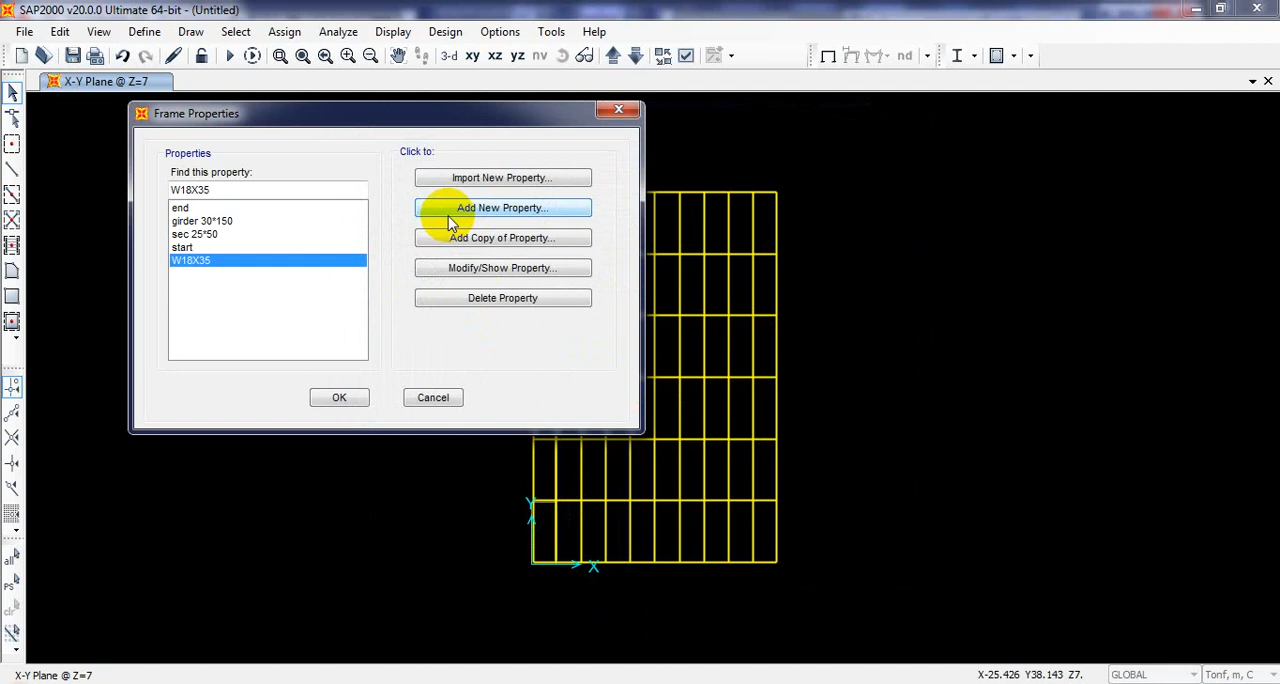 SAP2000 v20.0.0 Ultimate 64-bit - (Untitled)
File Edit View Define Draw Select Assign Analyze Display Design Options Tools Help
3-d xy xz yz nv nd
X-Y Plane @ Z=7
Frame Properties
Properties
Find this property:
W18X35
end
girder 30*150
sec 25*50
start
W18X35
Click to:
Import New Property...
Add New Property...
Add Copy of Property...
Modify/Show Property...
Delete Property
OK Cancel
Y
X
all
PS
clr
X-Y Plane @ Z=7 X-25.426 Y38.143 Z7. GLOBAL Tonf, m, C